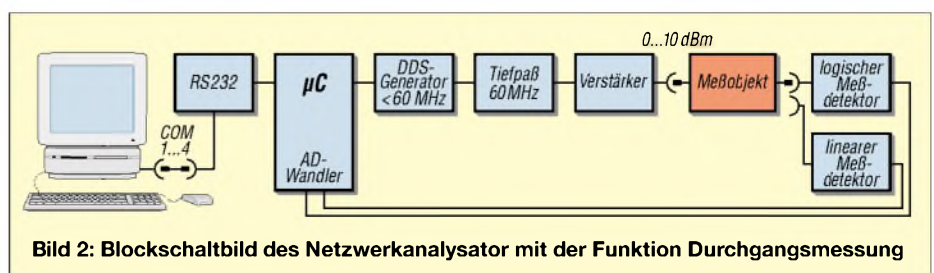 0...10 dBm
RS232
µC
AD-
Wandler
DDS-
Generator
<60 MHz
Tiefpaß
60 MHz
Verstärker
Meßobjekt
logischer
Meß-
detektor
linearer
Meß-
detektor
COM
1...4
Bild 2: Blockschaltbild des Netzwerkanalysator mit der Funktion Durchgangsmessung